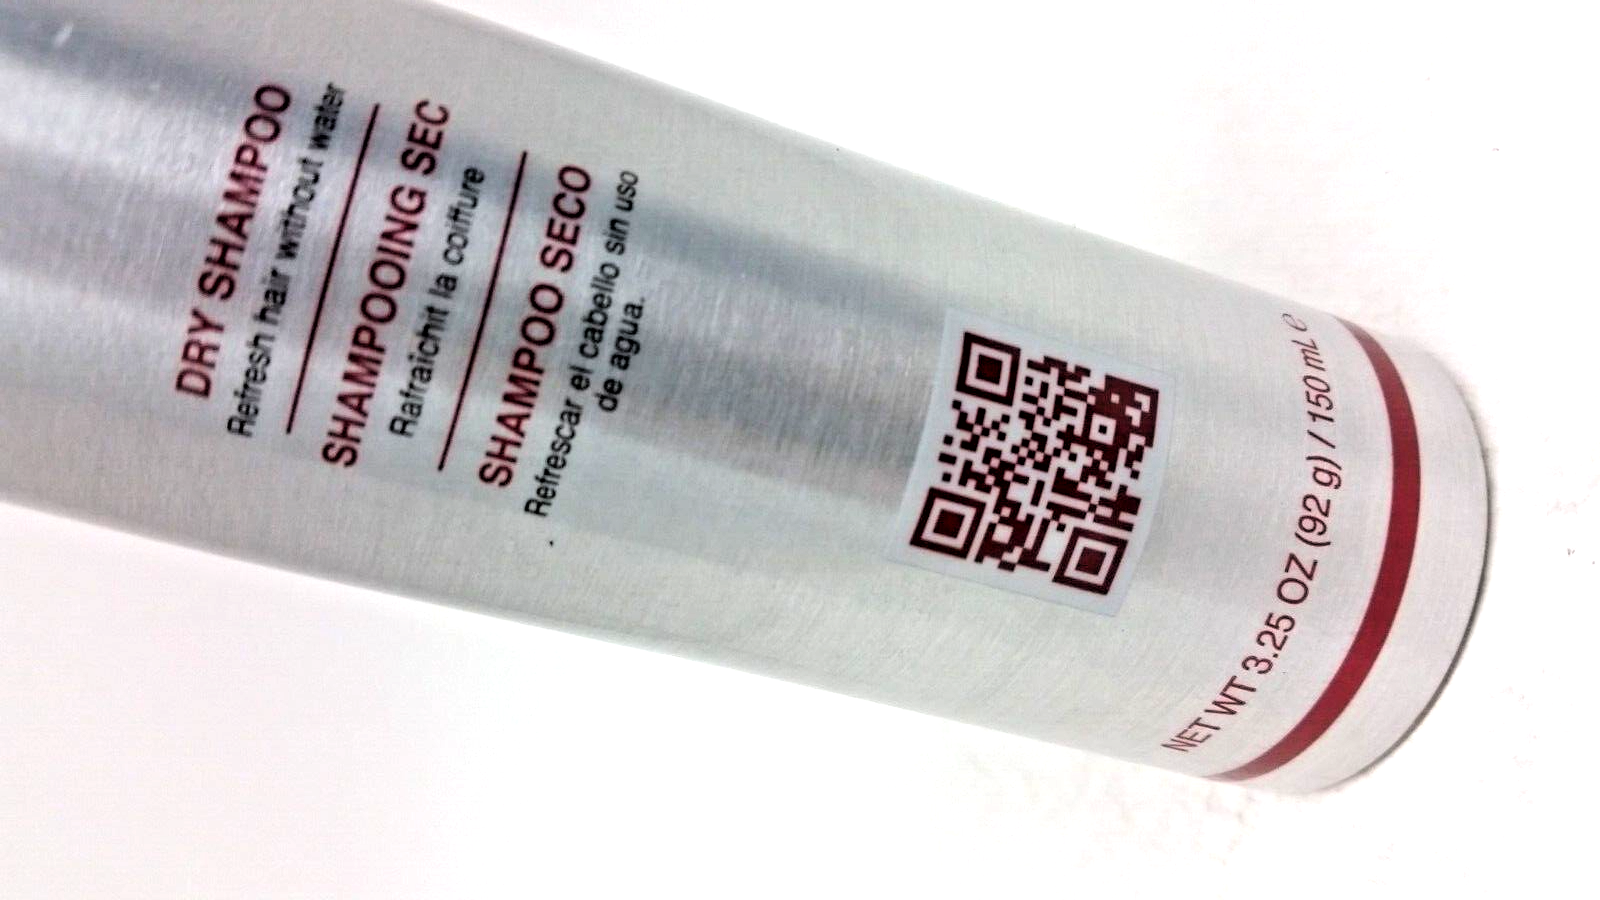 DRY SHAMPOO
Refresh hair without water
SHAMPOOING SEC
Rafraîchit la coiffure
SHAMPOO SECO
Refrescar el cabello sin uso
de agua.
NET WT 3.25 OZ (92 g) / 150 mL e